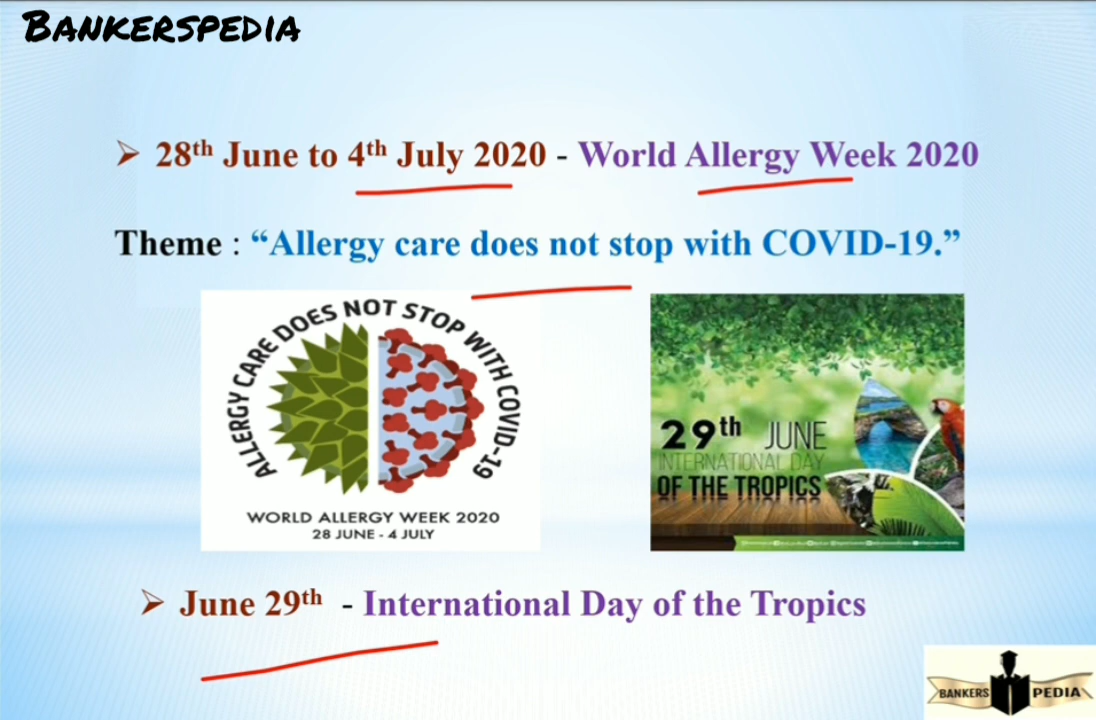 BANKERSPEDIA
➢ 28th June to 4th July 2020 - World Allergy Week 2020
Theme : “Allergy care does not stop with COVID-19.”
ALLERGY CARE DOES NOT STOP WITH COVID-19
WORLD ALLERGY WEEK 2020
28 JUNE - 4 JULY
29th JUNE
INTERNATIONAL DAY
OF THE TROPICS
➢ June 29th - International Day of the Tropics
BANKERS PEDIA